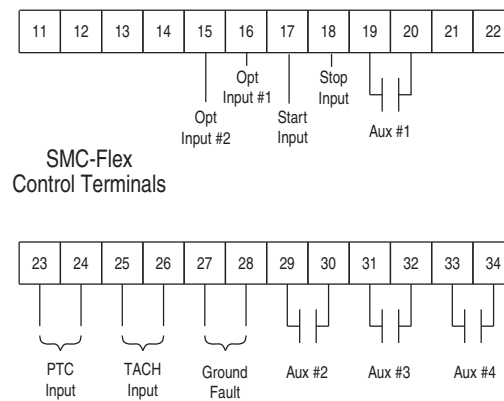 11 12 13 14 15 16 17 18 19 20 21 22
Opt
Input #1
Stop
Input
Opt
Input #2
Start
Input
Aux #1
SMC-Flex
Control Terminals
23 24 25 26 27 28 29 30 31 32 33 34
PTC
Input
TACH
Input
Ground
Fault
Aux #2
Aux #3
Aux #4